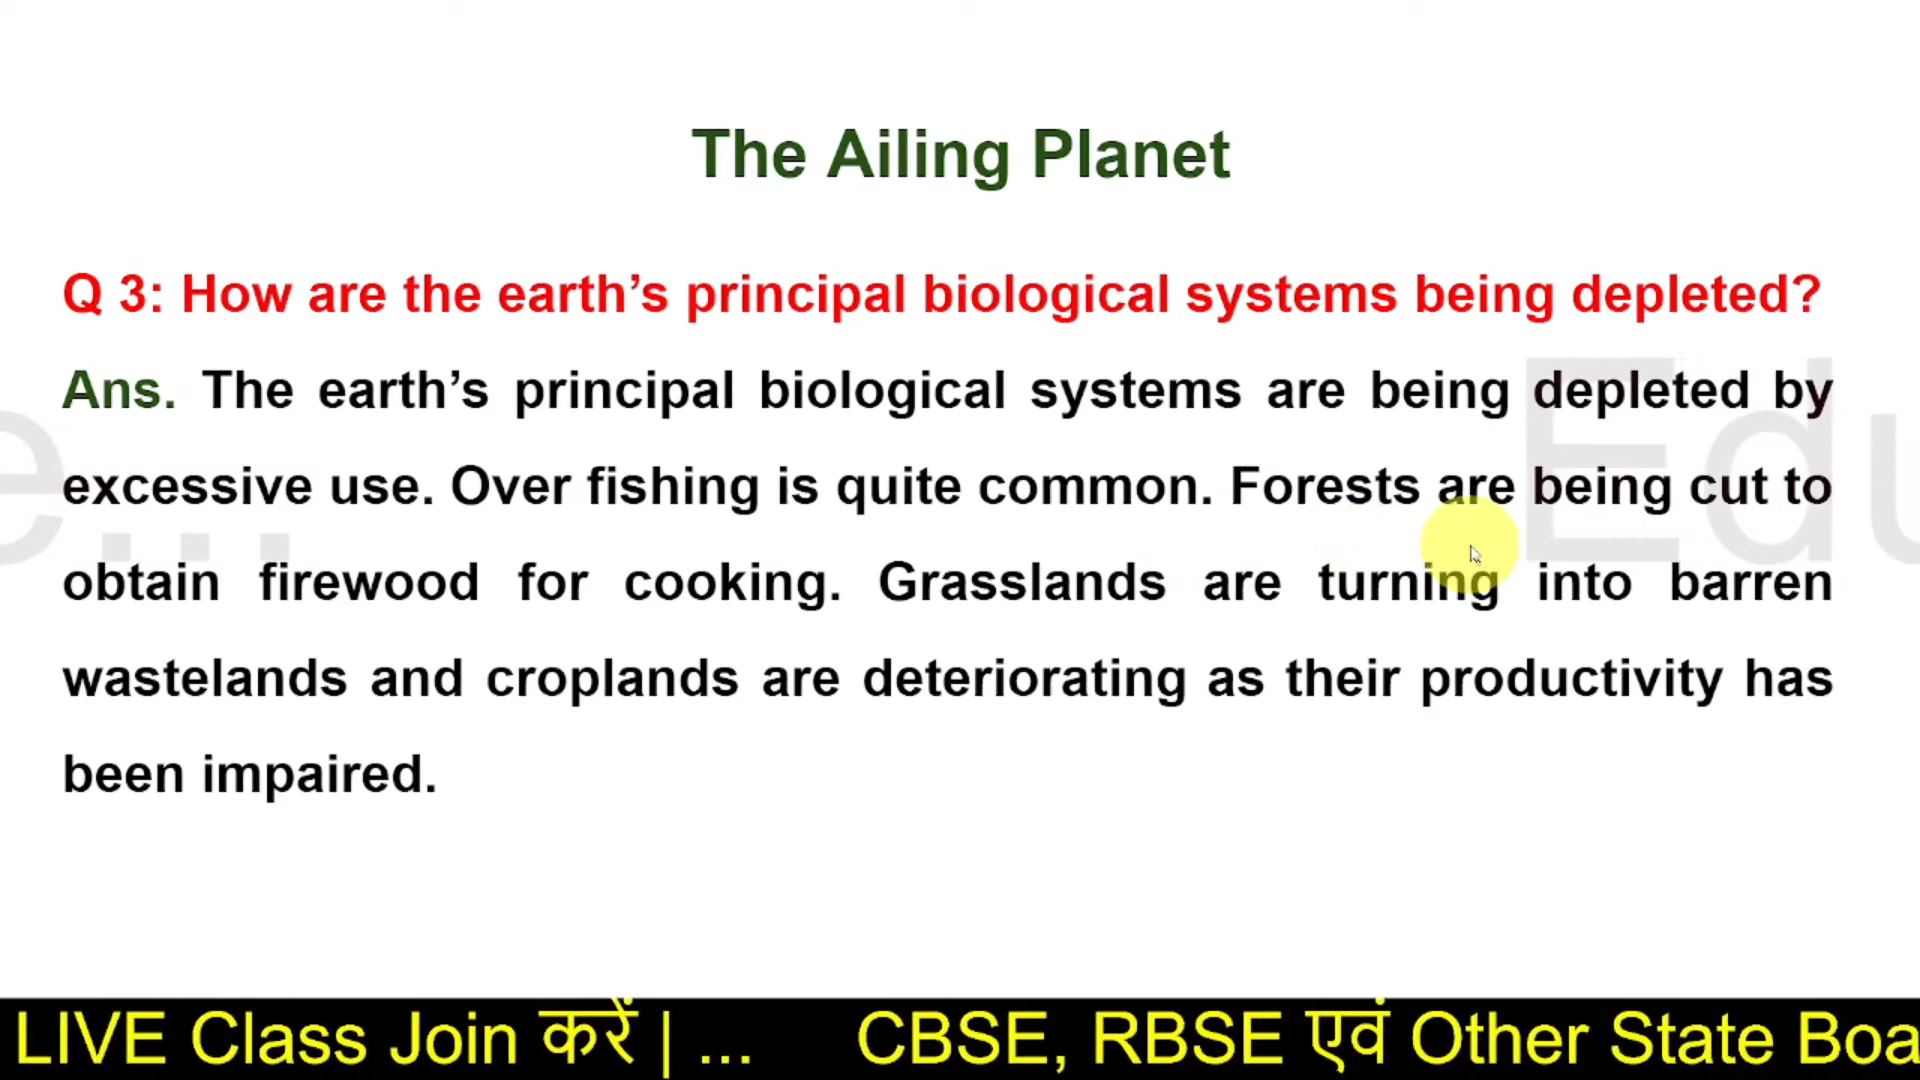 The Ailing Planet
Q 3: How are the earth’s principal biological systems being depleted?
Ans. The earth’s principal biological systems are being depleted by
excessive use. Over fishing is quite common. Forests are being cut to
obtain firewood for cooking. Grasslands are turning into barren
wastelands and croplands are deteriorating as their productivity has
been impaired.
e... Edu
LIVE Class Join करें | ... CBSE, RBSE एवं Other State Boa